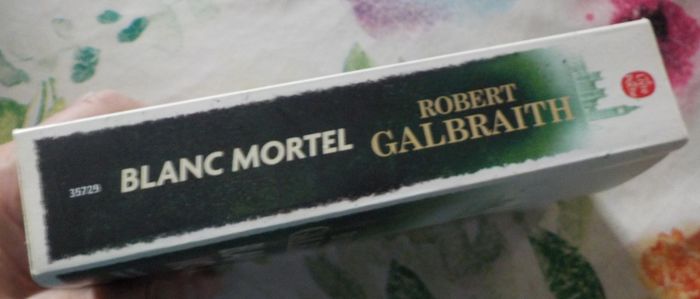 35729
BLANC MORTEL
ROBERT
GALBRAITH